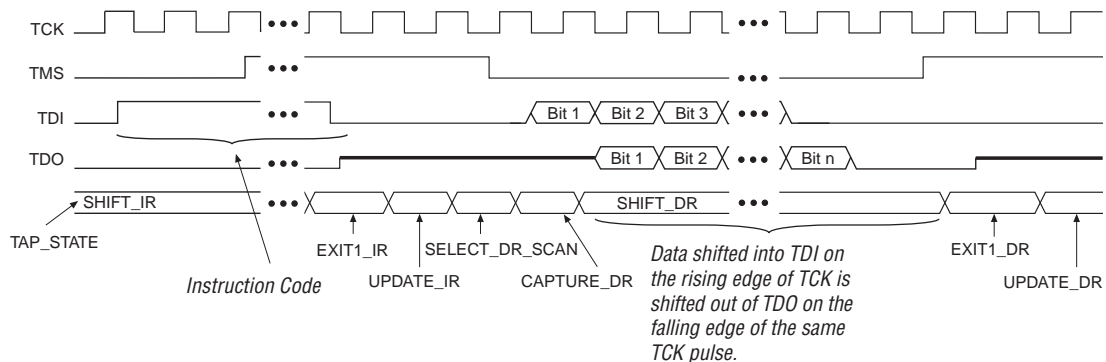 TCK
TMS
TDI
Bit 1 Bit 2 Bit 3
TDO
Bit 1 Bit 2 Bit n
SHIFT_IR
SHIFT_DR
TAP_STATE
EXIT1_IR
SELECT_DR_SCAN
UPDATE_IR
CAPTURE_DR
Instruction Code
Data shifted into TDI on
the rising edge of TCK is
shifted out of TDO on the
falling edge of the same
TCK pulse.
EXIT1_DR
UPDATE_DR